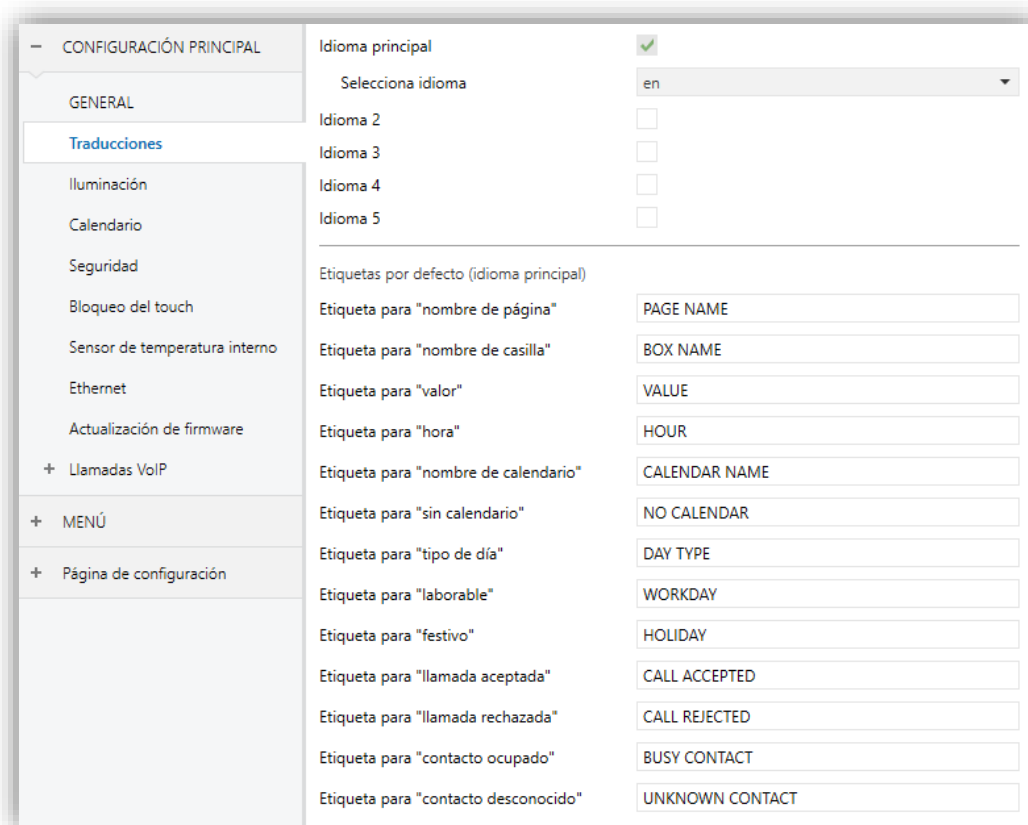 CONFIGURACIÓN PRINCIPAL
GENERAL
Traducciones
Iluminación
Calendario
Seguridad
Bloqueo del touch
Sensor de temperatura interno
Ethernet
Actualización de firmware
+ Llamadas VoIP
+ MENÚ
+ Página de configuración
Idioma principal
Selecciona idioma en
Idioma 2
Idioma 3
Idioma 4
Idioma 5
Etiquetas por defecto (idioma principal)
Etiqueta para "nombre de página" PAGE NAME
Etiqueta para "nombre de casilla" BOX NAME
Etiqueta para "valor" VALUE
Etiqueta para "hora" HOUR
Etiqueta para "nombre de calendario" CALENDAR NAME
Etiqueta para "sin calendario" NO CALENDAR
Etiqueta para "tipo de día" DAY TYPE
Etiqueta para "laborable" WORKDAY
Etiqueta para "festivo" HOLIDAY
Etiqueta para "llamada aceptada" CALL ACCEPTED
Etiqueta para "llamada rechazada" CALL REJECTED
Etiqueta para "contacto ocupado" BUSY CONTACT
Etiqueta para "contacto desconocido" UNKNOWN CONTACT